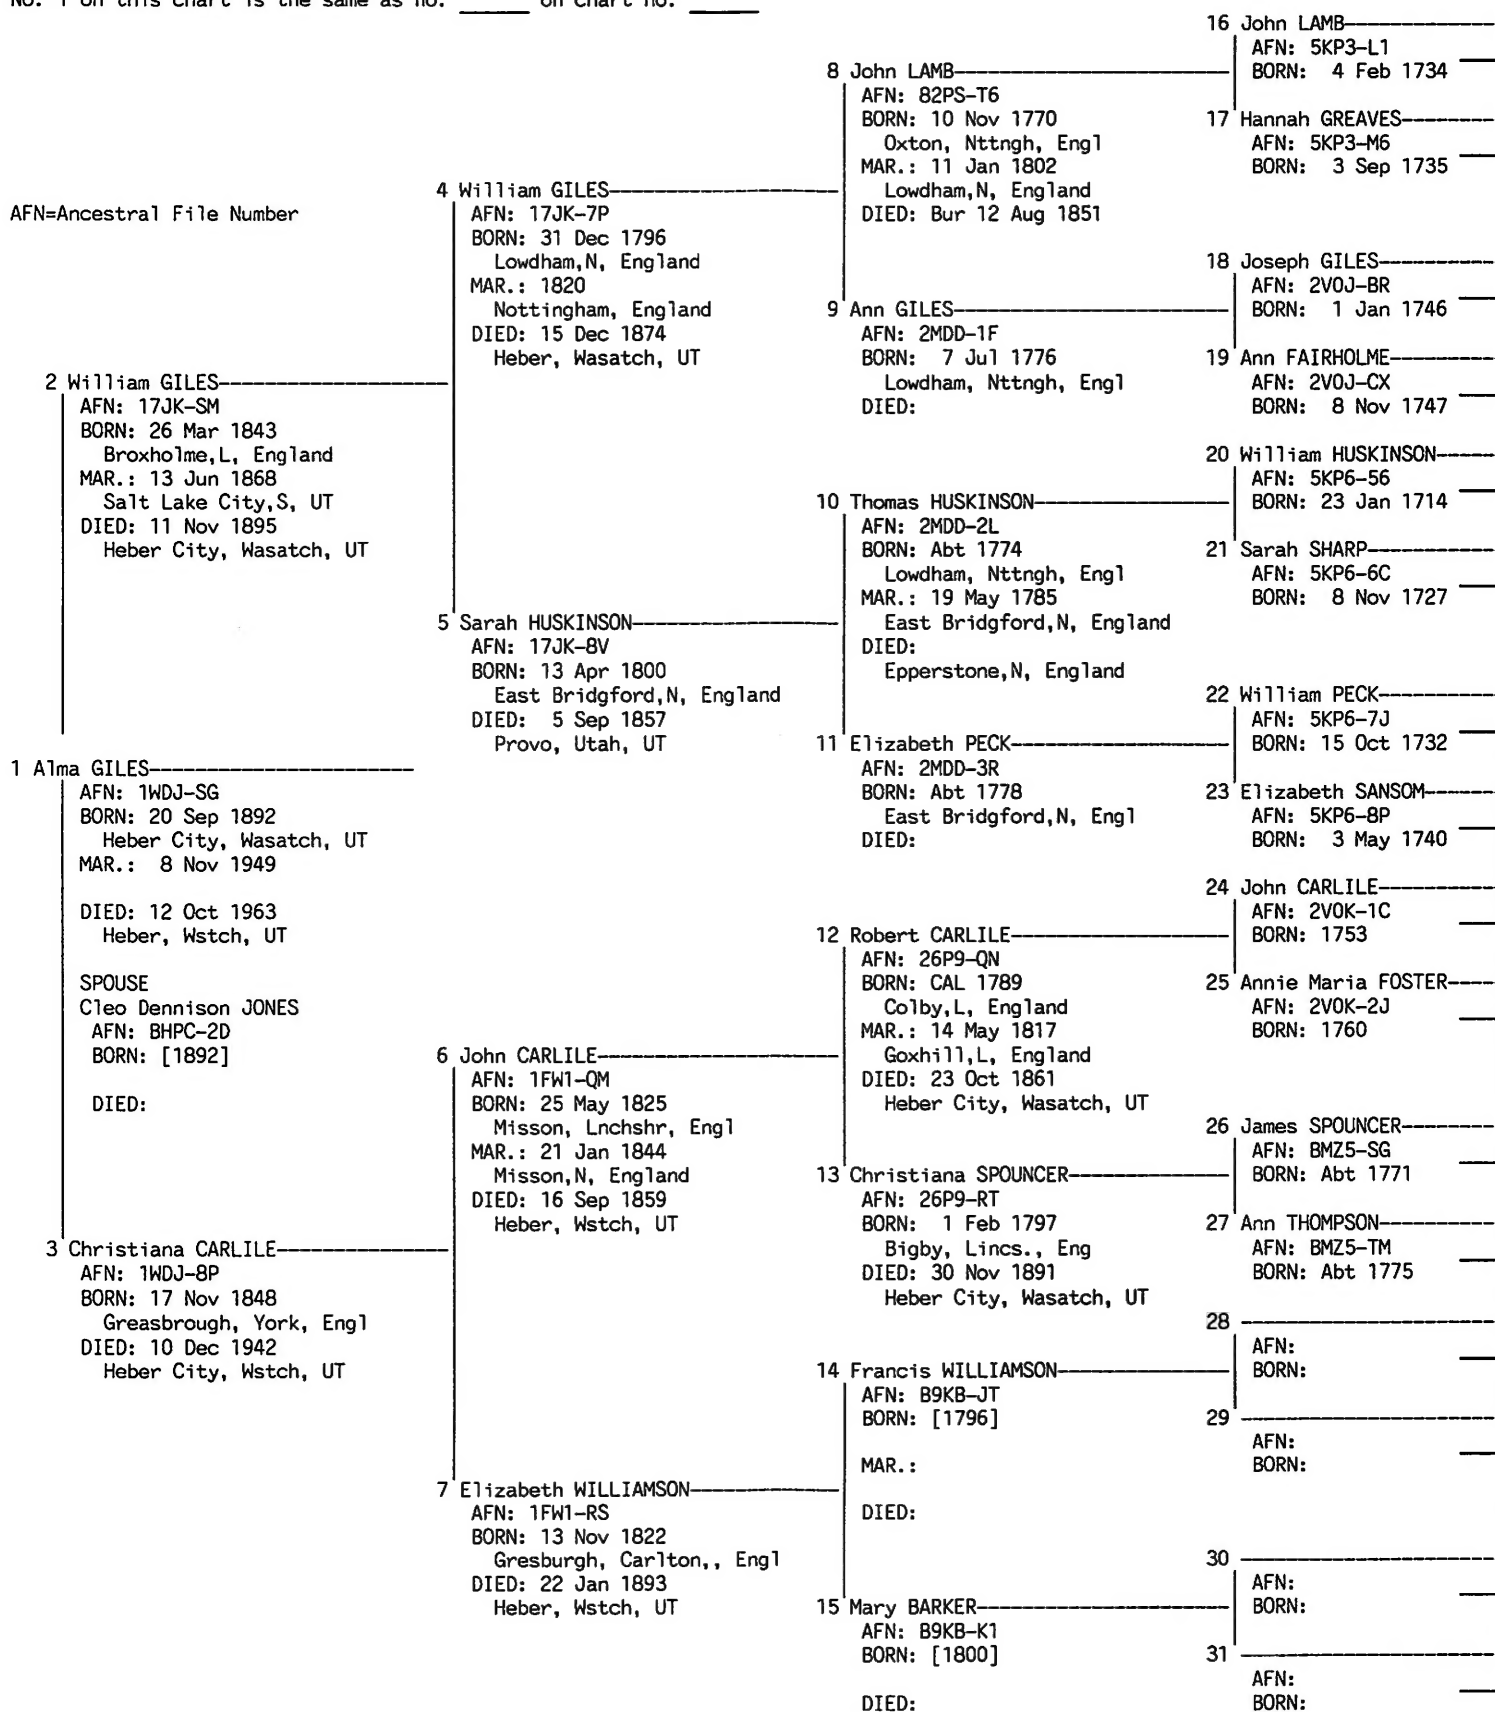 No. 1 on this chart is the same as no. ______ on chart no. ______
AFN=Ancestral File Number
1 Alma GILES
AFN: 1WDJ-SG
BORN: 20 Sep 1892
Heber City, Wasatch, UT
MAR.: 8 Nov 1949
DIED: 12 Oct 1963
Heber, Wstch, UT
SPOUSE
Cleo Dennison JONES
AFN: BHPC-2D
BORN: [1892]
DIED:
2 William GILES
AFN: 17JK-SM
BORN: 26 Mar 1843
Broxholme,L, England
MAR.: 13 Jun 1868
Salt Lake City,S, UT
DIED: 11 Nov 1895
Heber City, Wasatch, UT
3 Christiana CARLILE
AFN: 1WDJ-8P
BORN: 17 Nov 1848
Greasbrough, York, Engl
DIED: 10 Dec 1942
Heber City, Wstch, UT
4 William GILES
AFN: 17JK-7P
BORN: 31 Dec 1796
Lowdham,N, England
MAR.: 1820
Nottingham, England
DIED: 15 Dec 1874
Heber, Wasatch, UT
5 Sarah HUSKINSON
AFN: 17JK-8V
BORN: 13 Apr 1800
East Bridgford,N, England
DIED: 5 Sep 1857
Provo, Utah, UT
6 John CARLILE
AFN: 1FW1-QM
BORN: 25 May 1825
Misson, Lnchshr, Engl
MAR.: 21 Jan 1844
Misson,N, England
DIED: 16 Sep 1859
Heber, Wstch, UT
7 Elizabeth WILLIAMSON
AFN: 1FW1-RS
BORN: 13 Nov 1822
Gresburgh, Carlton,, Engl
DIED: 22 Jan 1893
Heber, Wstch, UT
8 John LAMB
AFN: 82PS-T6
BORN: 10 Nov 1770
Oxton, Nttngh, Engl
MAR.: 11 Jan 1802
Lowdham,N, England
DIED: Bur 12 Aug 1851
9 Ann GILES
AFN: 2MDD-1F
BORN: 7 Jul 1776
Lowdham, Nttngh, Engl
DIED:
10 Thomas HUSKINSON
AFN: 2MDD-2L
BORN: Abt 1774
Lowdham, Nttngh, Engl
MAR.: 19 May 1785
East Bridgford,N, England
DIED:
Epperstone,N, England
11 Elizabeth PECK
AFN: 2MDD-3R
BORN: Abt 1778
East Bridgford,N, Engl
DIED:
12 Robert CARLILE
AFN: 26P9-QN
BORN: CAL 1789
Colby,L, England
MAR.: 14 May 1817
Goxhill,L, England
DIED: 23 Oct 1861
Heber City, Wasatch, UT
13 Christiana SPOUNCER
AFN: 26P9-RT
BORN: 1 Feb 1797
Bigby, Lincs., Eng
DIED: 30 Nov 1891
Heber City, Wasatch, UT
14 Francis WILLIAMSON
AFN: B9KB-JT
BORN: [1796]
MAR.:
DIED:
15 Mary BARKER
AFN: B9KB-K1
BORN: [1800]
DIED:
16 John LAMB
AFN: 5KP3-L1
BORN: 4 Feb 1734
17 Hannah GREAVES
AFN: 5KP3-M6
BORN: 3 Sep 1735
18 Joseph GILES
AFN: 2V0J-BR
BORN: 1 Jan 1746
19 Ann FAIRHOLME
AFN: 2V0J-CX
BORN: 8 Nov 1747
20 William HUSKINSON
AFN: 5KP6-56
BORN: 23 Jan 1714
21 Sarah SHARP
AFN: 5KP6-6C
BORN: 8 Nov 1727
22 William PECK
AFN: 5KP6-7J
BORN: 15 Oct 1732
23 Elizabeth SANSOM
AFN: 5KP6-8P
BORN: 3 May 1740
24 John CARLILE
AFN: 2V0K-1C
BORN: 1753
25 Annie Maria FOSTER
AFN: 2V0K-2J
BORN: 1760
26 James SPOUNCER
AFN: BMZ5-SG
BORN: Abt 1771
27 Ann THOMPSON
AFN: BMZ5-TM
BORN: Abt 1775
28
AFN:
BORN:
29
AFN:
BORN:
30
AFN:
BORN:
31
AFN:
BORN: